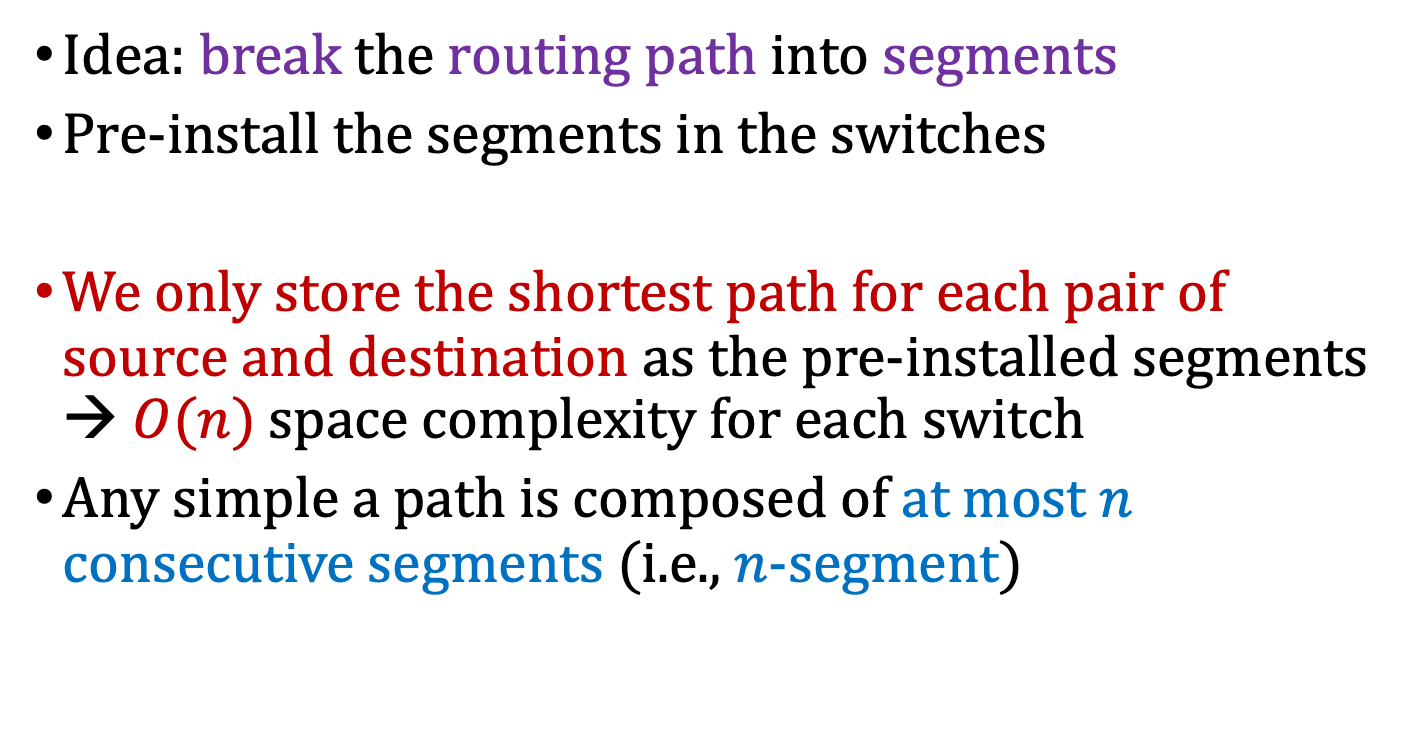 • Idea: break the routing path into segments
• Pre-install the segments in the switches
• We only store the shortest path for each pair of
source and destination as the pre-installed segments
→ O(n) space complexity for each switch
• Any simple a path is composed of at most n
consecutive segments (i.e., n-segment)